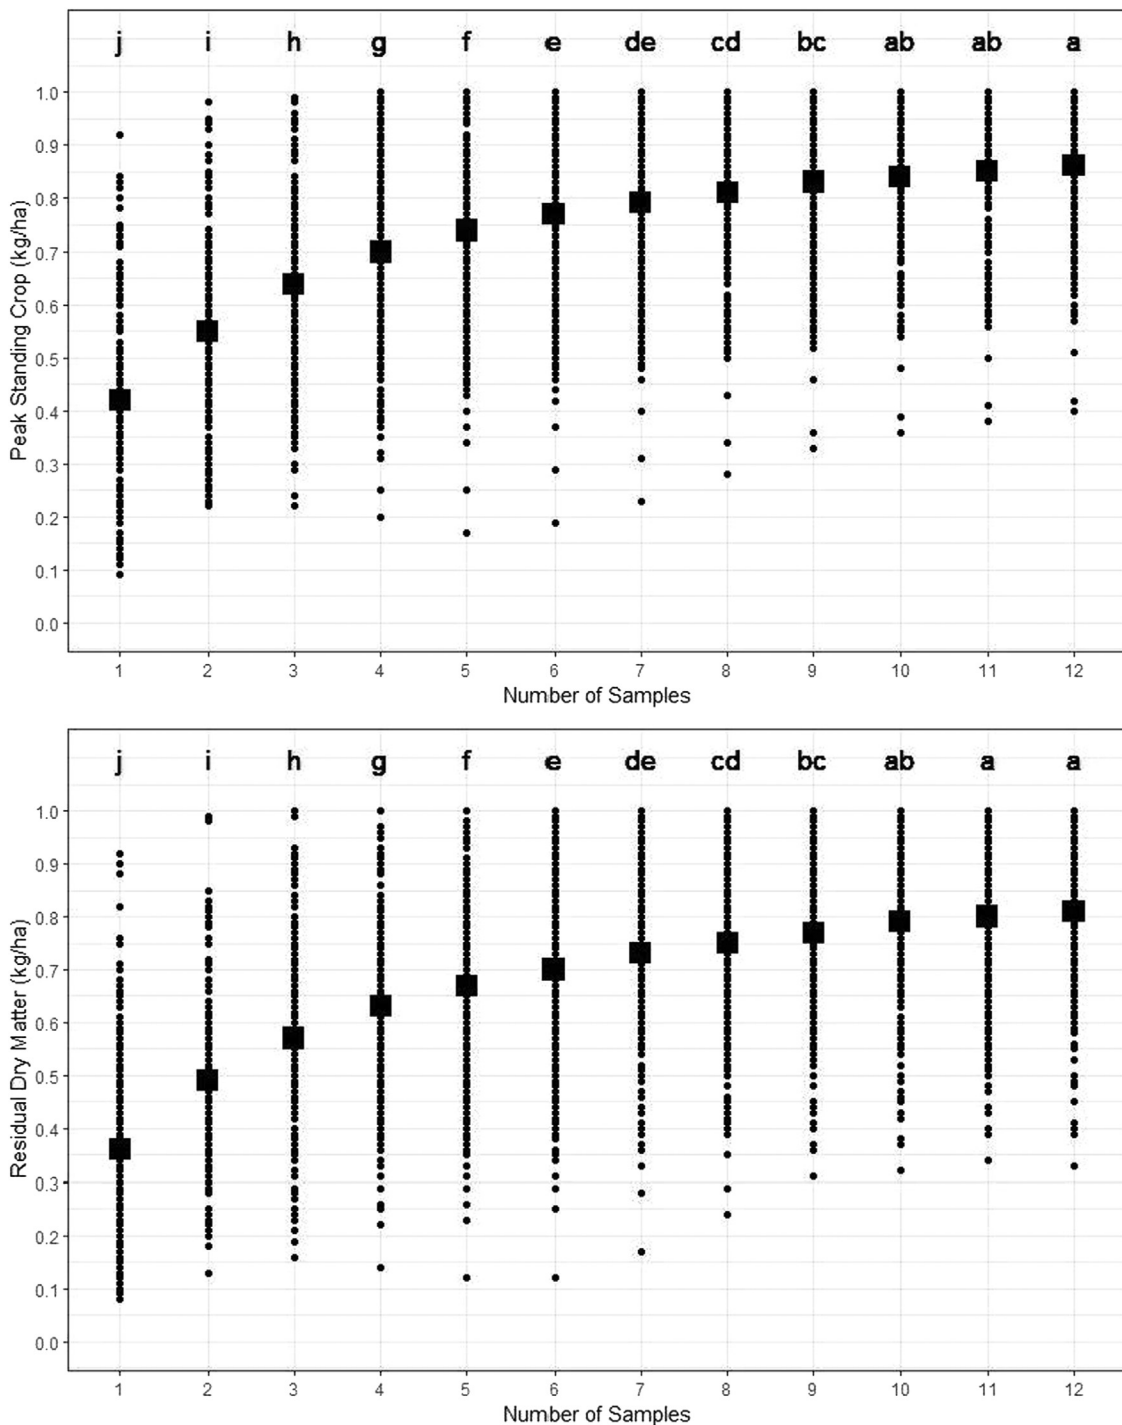 j i h g f e de cd bc ab ab a
1.0
0.9
0.8
0.7
0.6
0.5
0.4
0.3
0.2
0.1
0.0
Peak Standing Crop (kg/ha)
1 2 3 4 5 6 7 8 9 10 11 12
Number of Samples
j i h g f e de cd bc ab a a
1.0
0.9
0.8
0.7
0.6
0.5
0.4
0.3
0.2
0.1
0.0
Residual Dry Matter (kg/ha)
1 2 3 4 5 6 7 8 9 10 11 12
Number of Samples